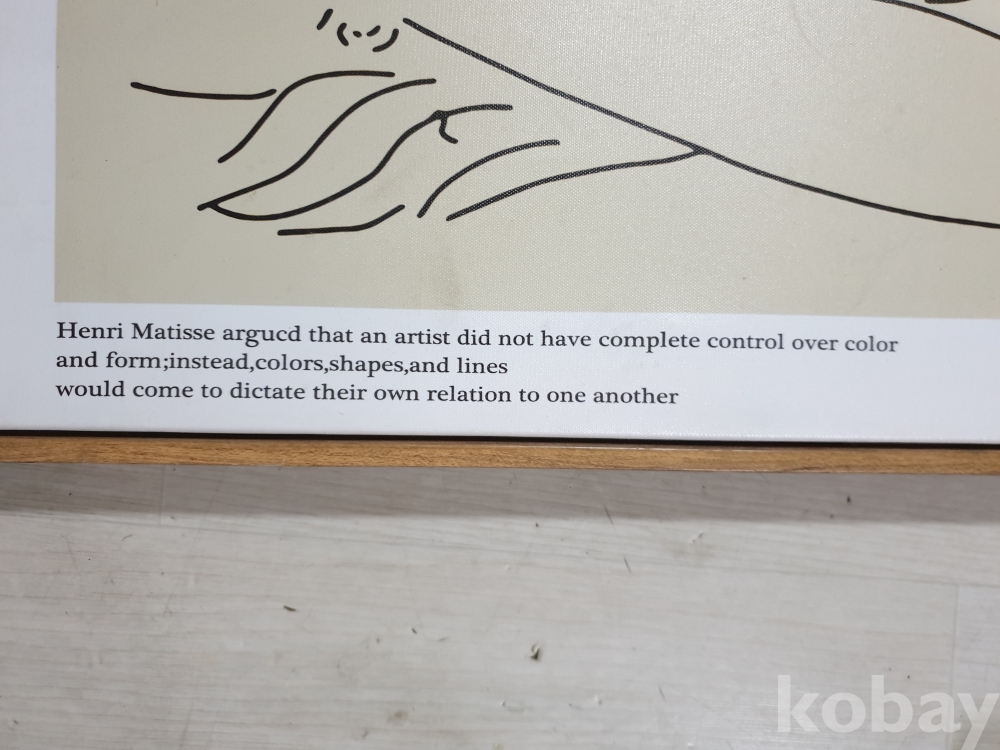 Henri Matisse argucd that an artist did not have complete control over color
and form;instead,colors,shapes,and lines
would come to dictate their own relation to one another
kobay